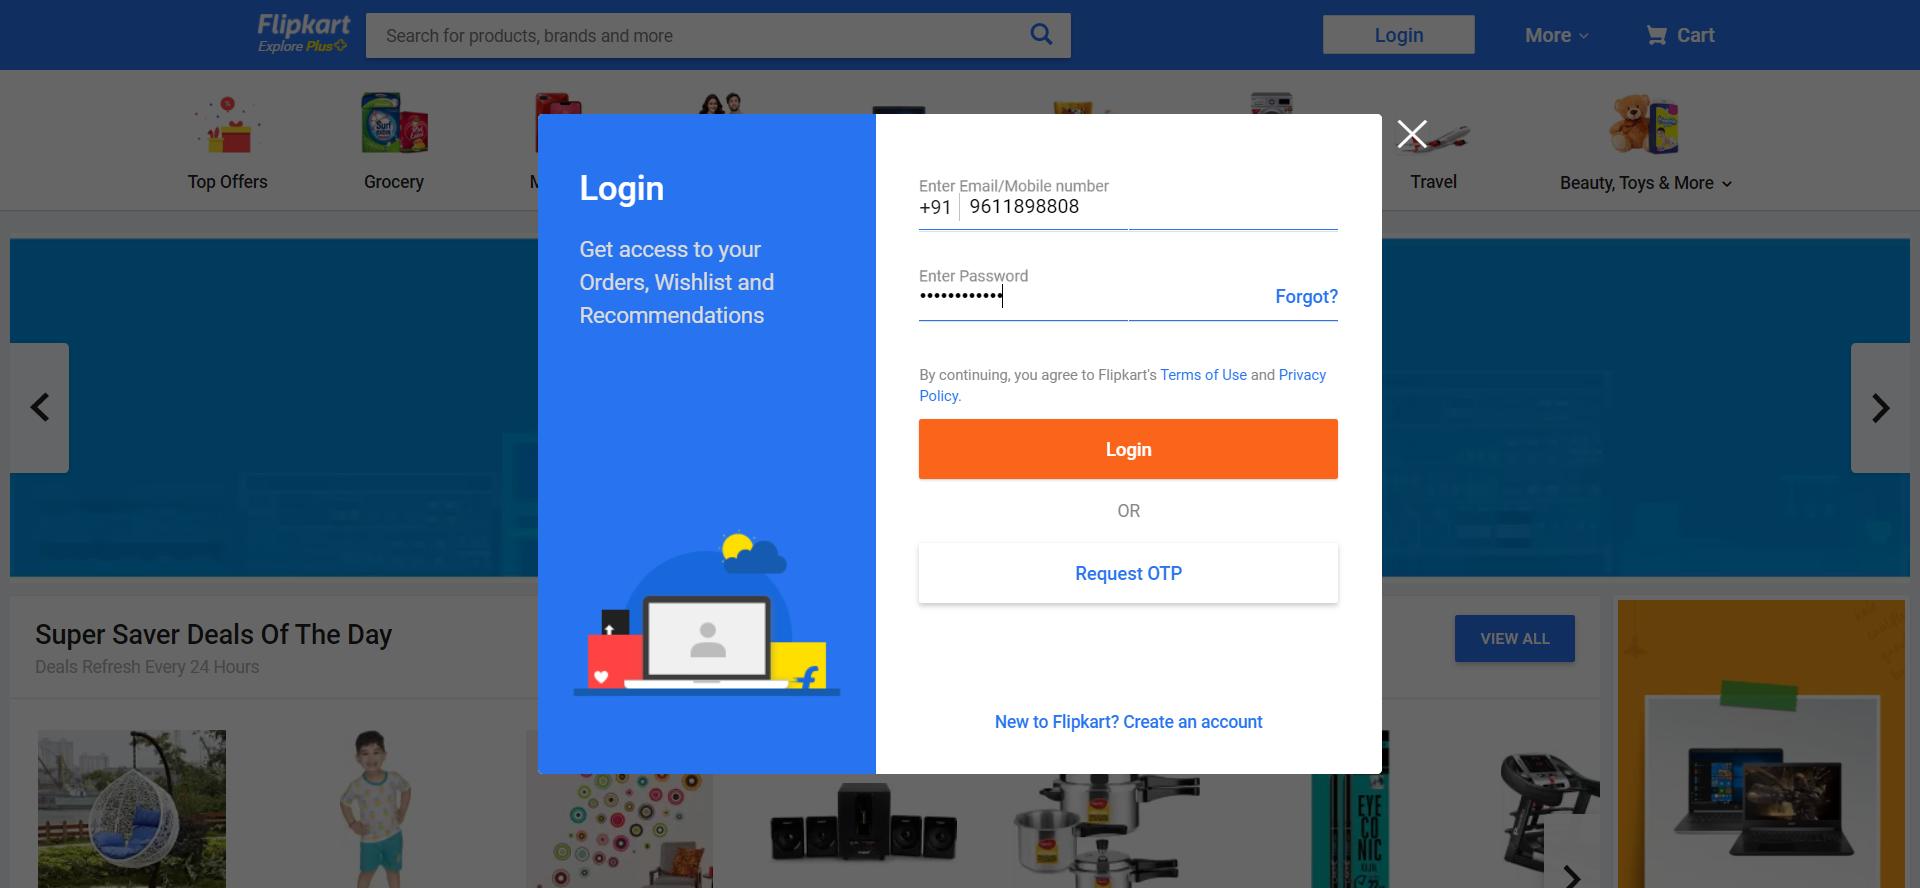 Flipkart
Explore Plus
Search for products, brands and more
Login
More
Cart
Top Offers
Grocery
Travel
Beauty, Toys & More
Login
Get access to your
Orders, Wishlist and
Recommendations
Enter Email/Mobile number
+91 9611898808
Enter Password
••••••••••••
Forgot?
By continuing, you agree to Flipkart's Terms of Use and Privacy
Policy.
Login
OR
Request OTP
New to Flipkart? Create an account
Super Saver Deals Of The Day
Deals Refresh Every 24 Hours
VIEW ALL
EYE
CO
NIC